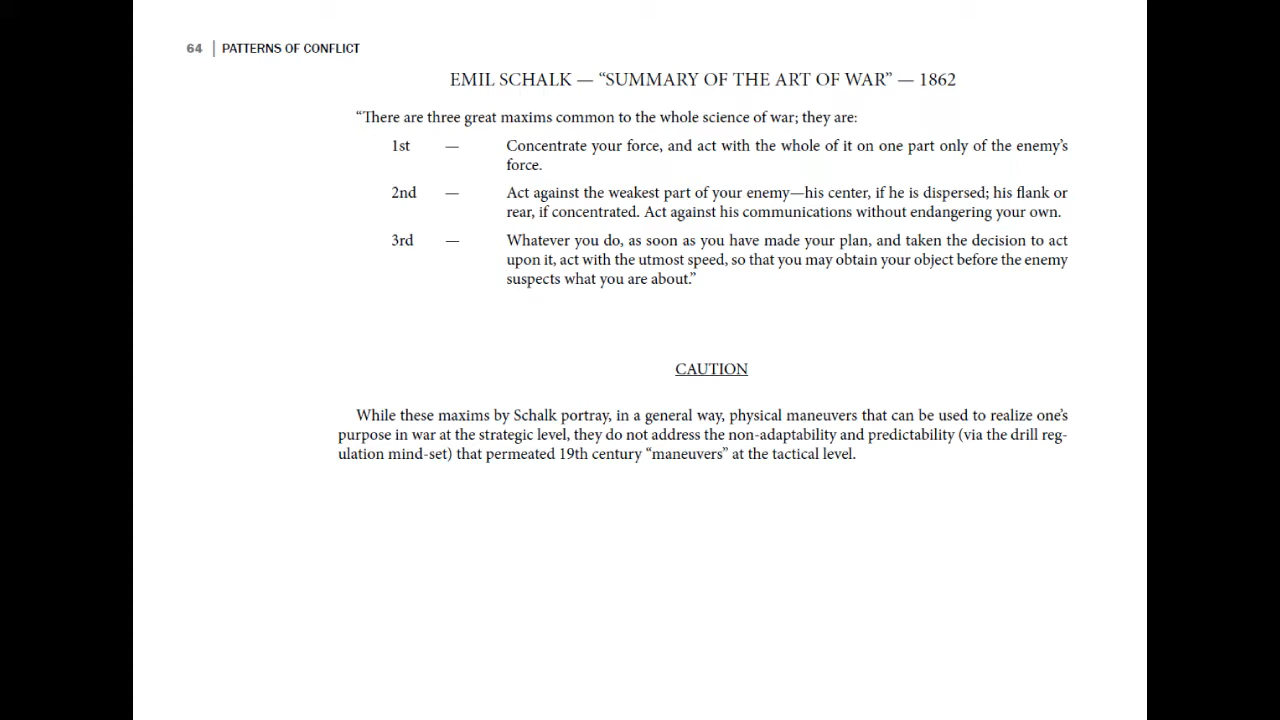 64 | PATTERNS OF CONFLICT
EMIL SCHALK — “SUMMARY OF THE ART OF WAR” — 1862
“There are three great maxims common to the whole science of war; they are:
1st — Concentrate your force, and act with the whole of it on one part only of the enemy’s
force.
2nd — Act against the weakest part of your enemy—his center, if he is dispersed; his flank or
rear, if concentrated. Act against his communications without endangering your own.
3rd — Whatever you do, as soon as you have made your plan, and taken the decision to act
upon it, act with the utmost speed, so that you may obtain your object before the enemy
suspects what you are about.”
CAUTION
While these maxims by Schalk portray, in a general way, physical maneuvers that can be used to realize one’s
purpose in war at the strategic level, they do not address the non-adaptability and predictability (via the drill reg-
ulation mind-set) that permeated 19th century “maneuvers” at the tactical level.